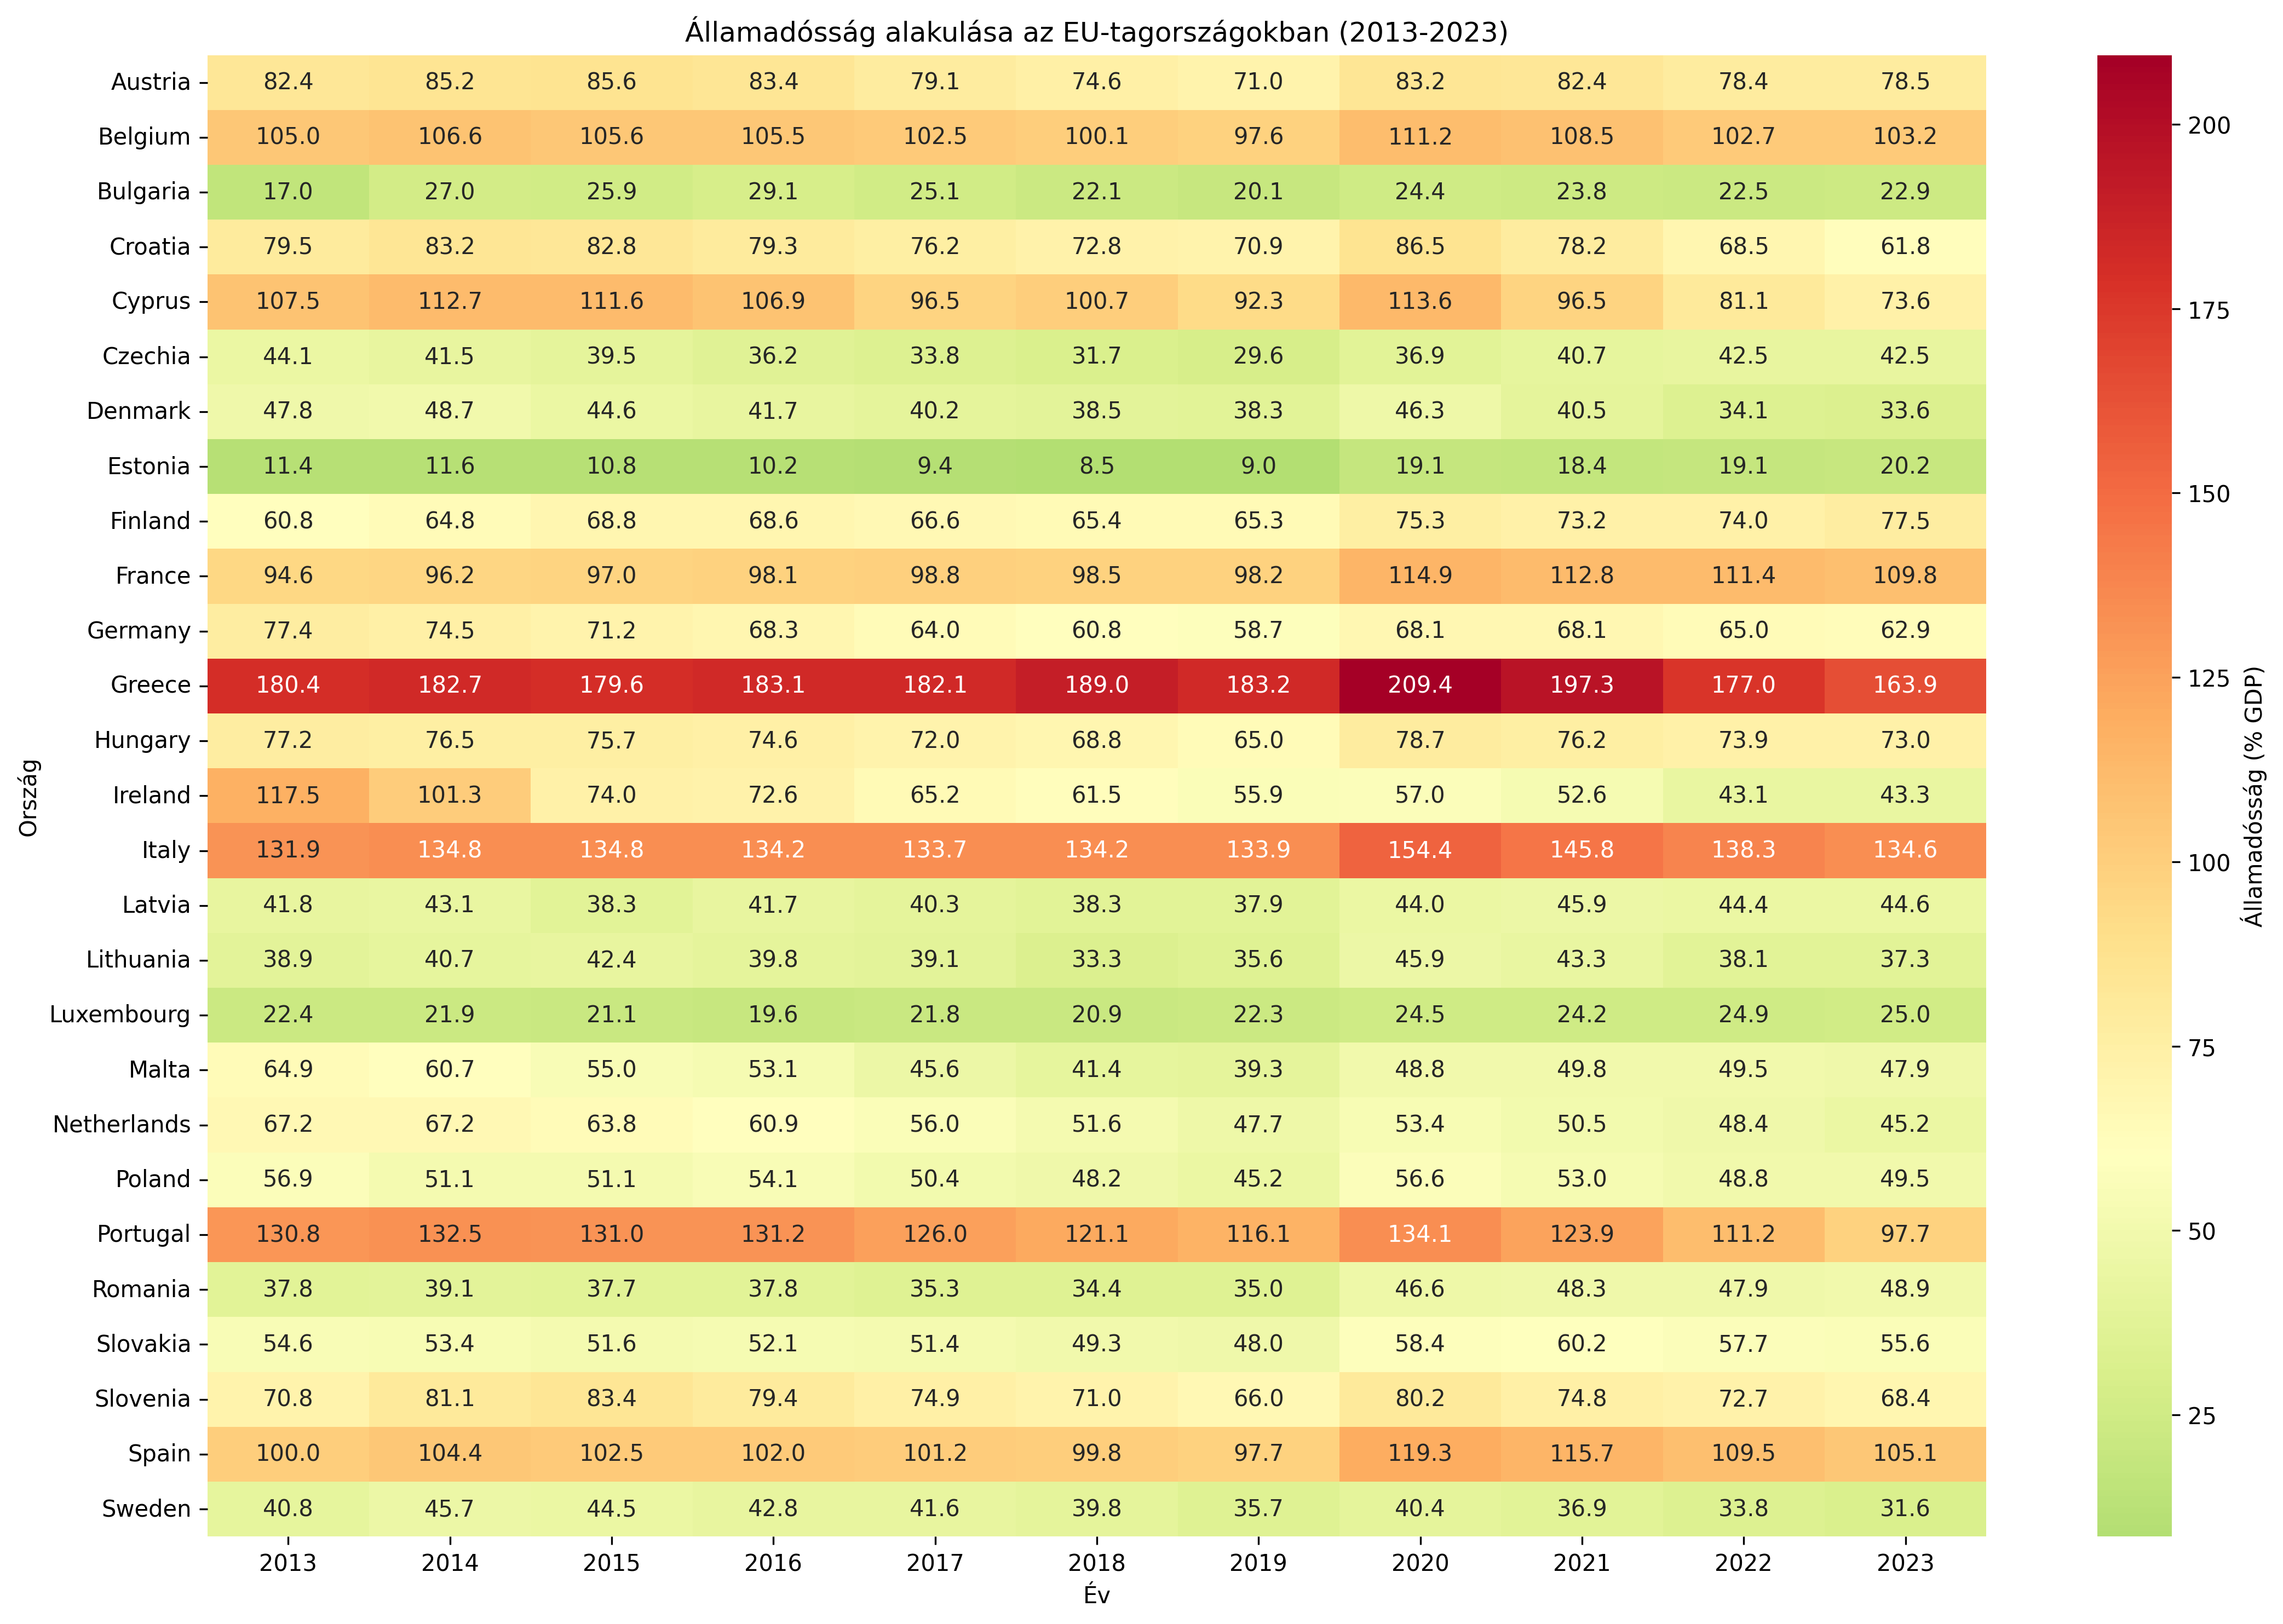 Államadósság alakulása az EU-tagországokban (2013-2023)
Austria 82.4 85.2 85.6 83.4 79.1 74.6 71.0 83.2 82.4 78.4 78.5
Belgium 105.0 106.6 105.6 105.5 102.5 100.1 97.6 111.2 108.5 102.7 103.2
Bulgaria 17.0 27.0 25.9 29.1 25.1 22.1 20.1 24.4 23.8 22.5 22.9
Croatia 79.5 83.2 82.8 79.3 76.2 72.8 70.9 86.5 78.2 68.5 61.8
Cyprus 107.5 112.7 111.6 106.9 96.5 100.7 92.3 113.6 96.5 81.1 73.6
Czechia 44.1 41.5 39.5 36.2 33.8 31.7 29.6 36.9 40.7 42.5 42.5
Denmark 47.8 48.7 44.6 41.7 40.2 38.5 38.3 46.3 40.5 34.1 33.6
Estonia 11.4 11.6 10.8 10.2 9.4 8.5 9.0 19.1 18.4 19.1 20.2
Finland 60.8 64.8 68.8 68.6 66.6 65.4 65.3 75.3 73.2 74.0 77.5
France 94.6 96.2 97.0 98.1 98.8 98.5 98.2 114.9 112.8 111.4 109.8
Germany 77.4 74.5 71.2 68.3 64.0 60.8 58.7 68.1 68.1 65.0 62.9
Greece 180.4 182.7 179.6 183.1 182.1 189.0 183.2 209.4 197.3 177.0 163.9
Hungary 77.2 76.5 75.7 74.6 72.0 68.8 65.0 78.7 76.2 73.9 73.0
Ireland 117.5 101.3 74.0 72.6 65.2 61.5 55.9 57.0 52.6 43.1 43.3
Italy 131.9 134.8 134.8 134.2 133.7 134.2 133.9 154.4 145.8 138.3 134.6
Latvia 41.8 43.1 38.3 41.7 40.3 38.3 37.9 44.0 45.9 44.4 44.6
Lithuania 38.9 40.7 42.4 39.8 39.1 33.3 35.6 45.9 43.3 38.1 37.3
Luxembourg 22.4 21.9 21.1 19.6 21.8 20.9 22.3 24.5 24.2 24.9 25.0
Malta 64.9 60.7 55.0 53.1 45.6 41.4 39.3 48.8 49.8 49.5 47.9
Netherlands 67.2 67.2 63.8 60.9 56.0 51.6 47.7 53.4 50.5 48.4 45.2
Poland 56.9 51.1 51.1 54.1 50.4 48.2 45.2 56.6 53.0 48.8 49.5
Portugal 130.8 132.5 131.0 131.2 126.0 121.1 116.1 134.1 123.9 111.2 97.7
Romania 37.8 39.1 37.7 37.8 35.3 34.4 35.0 46.6 48.3 47.9 48.9
Slovakia 54.6 53.4 51.6 52.1 51.4 49.3 48.0 58.4 60.2 57.7 55.6
Slovenia 70.8 81.1 83.4 79.4 74.9 71.0 66.0 80.2 74.8 72.7 68.4
Spain 100.0 104.4 102.5 102.0 101.2 99.8 97.7 119.3 115.7 109.5 105.1
Sweden 40.8 45.7 44.5 42.8 41.6 39.8 35.7 40.4 36.9 33.8 31.6
2013 2014 2015 2016 2017 2018 2019 2020 2021 2022 2023
Év
Ország
200
175
150
125
100
75
50
25
Államadósság (% GDP)